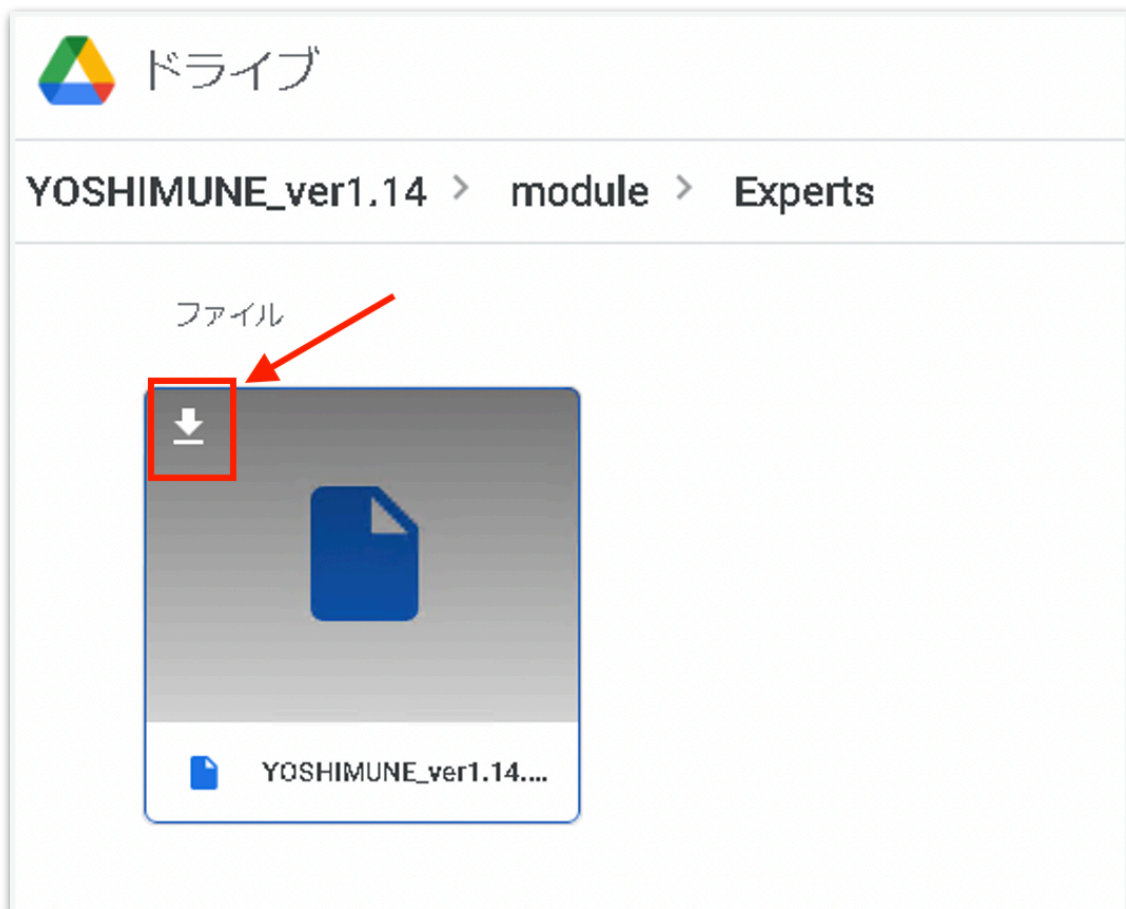 ドライブ
YOSHIMUNE_ver1.14 > module > Experts
ファイル
YOSHIMUNE_ver1.14....